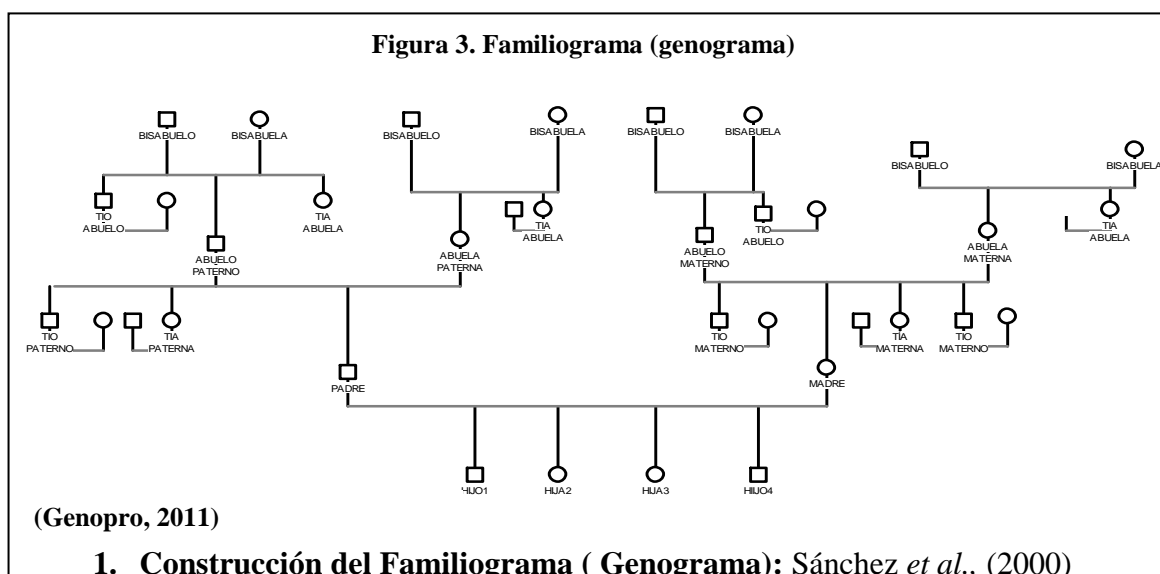 Figura 3. Familiograma (genograma)
BISABUELO BISABUELA BISABUELO BISABUELA BISABUELO BISABUELA
BISABUELO BISABUELA
TIO
ABUELO
TIA
ABUELA
TIA
ABUELA
TIO
ABUELO
TIA
ABUELA
ABUELO
PATERNO
ABUELA
PATERNA
ABUELO
MATERNO
ABUELA
MATERNA
TIO
PATERNO
TIA
PATERNA
TIO
MATERNO
TIA
MATERNA
TIO
MATERNO
PADRE MADRE
HIJO1 HIJA2 HIJA3 HIIJO4
(Genopro, 2011)
1. Construcción del Familiograma ( Genograma): Sánchez et al., (2000)